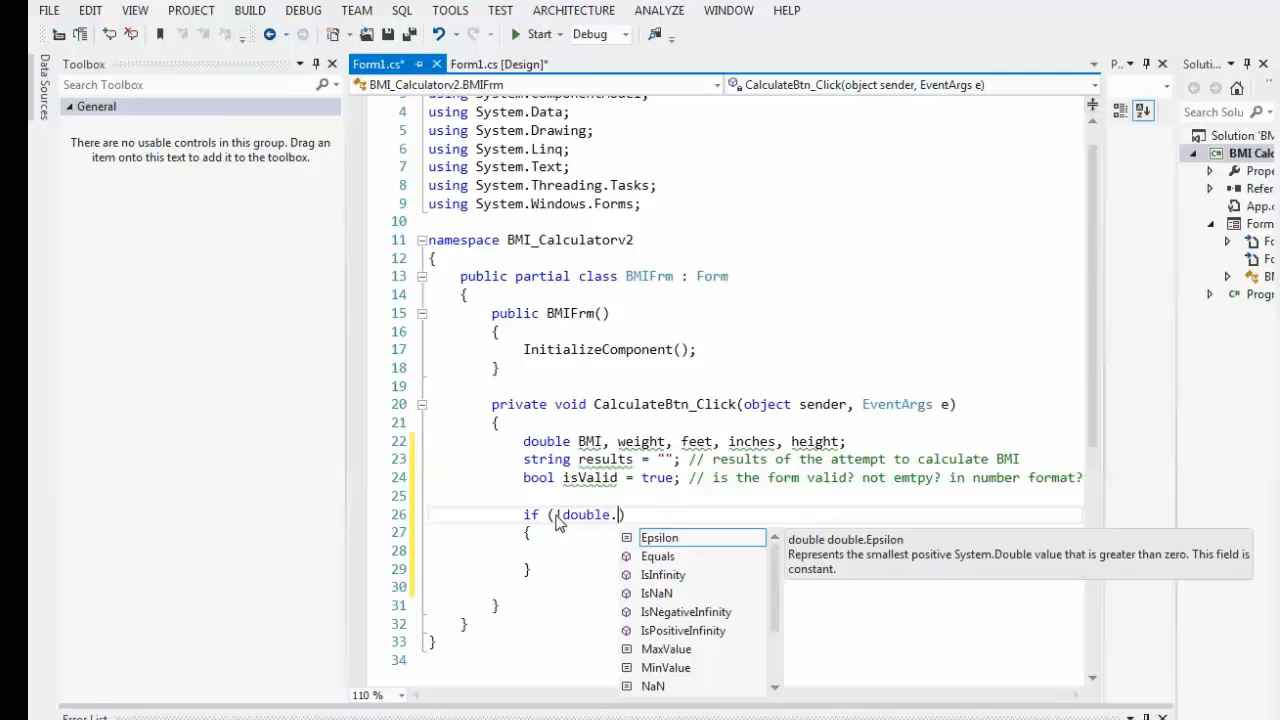 FILE EDIT VIEW PROJECT BUILD DEBUG TEAM SQL TOOLS TEST ARCHITECTURE ANALYZE WINDOW HELP
Start Debug
Data Sources
Toolbox
Search Toolbox
General
There are no usable controls in this group. Drag an
item onto this text to add it to the toolbox.
Form1.cs* Form1.cs [Design]*
BMI_Calculatorv2.BMIFrm CalculateBtn_Click(object sender, EventArgs e)
4 using System.Data;
5 using System.Drawing;
6 using System.Linq;
7 using System.Text;
8 using System.Threading.Tasks;
9 using System.Windows.Forms;
10
11 namespace BMI_Calculatorv2
12 {
13 public partial class BMIFrm : Form
14 {
15 public BMIFrm()
16 {
17 InitializeComponent();
18 }
19
20 private void CalculateBtn_Click(object sender, EventArgs e)
21 {
22 double BMI, weight, feet, inches, height;
23 string results = ""; // results of the attempt to calculate BMI
24 bool isValid = true; // is the form valid? not emtpy? in number format?
25
26 if (!double.)
27 {
28
29 }
30
31 }
32 }
33 }
34
Epsilon
Equals
IsInfinity
IsNaN
IsNegativeInfinity
IsPositiveInfinity
MaxValue
MinValue
NaN
double double.Epsilon
Represents the smallest positive System.Double value that is greater than zero. This field is
constant.
110 %
P...
Soluti...
Search Solu
Solution 'B
BMI Calc
Prope
Refer
App.c
Form
Fo
Fo
BI
Progr